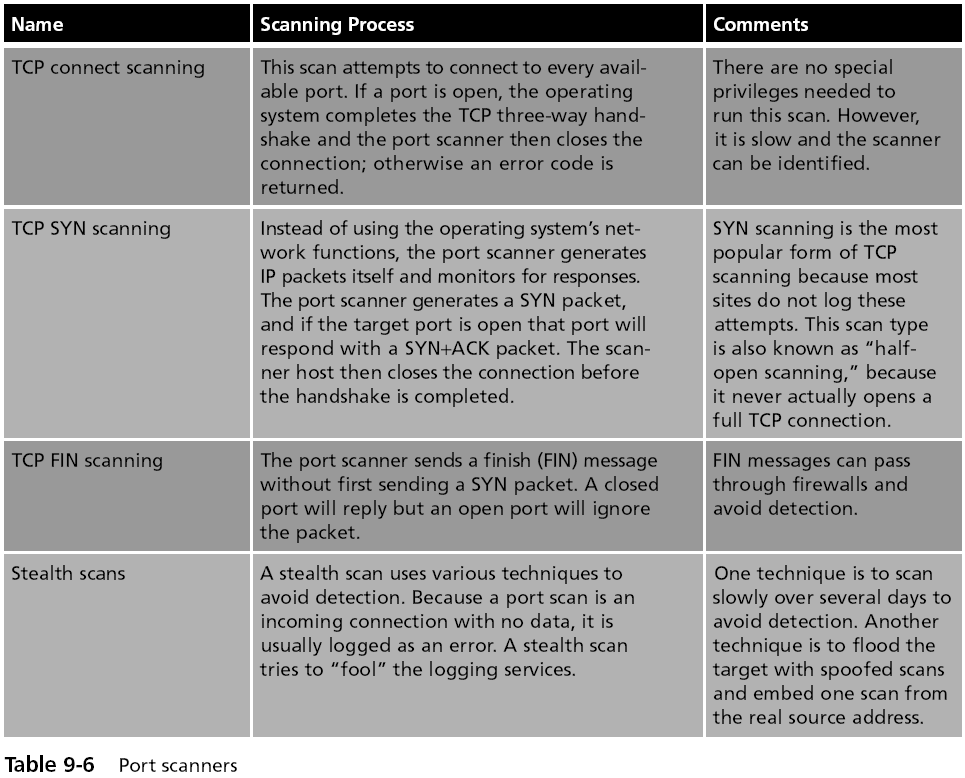 Name
Scanning Process
Comments
TCP connect scanning
This scan attempts to connect to every avail-
able port. If a port is open, the operating
system completes the TCP three-way hand-
shake and the port scanner then closes the
connection; otherwise an error code is
returned.
There are no special
privileges needed to
run this scan. However,
it is slow and the scanner
can be identified.
TCP SYN scanning
Instead of using the operating system’s net-
work functions, the port scanner generates
IP packets itself and monitors for responses.
The port scanner generates a SYN packet,
and if the target port is open that port will
respond with a SYN+ACK packet. The scan-
ner host then closes the connection before
the handshake is completed.
SYN scanning is the most
popular form of TCP
scanning because most
sites do not log these
attempts. This scan type
is also known as “half-
open scanning,” because
it never actually opens a
full TCP connection.
TCP FIN scanning
The port scanner sends a finish (FIN) message
without first sending a SYN packet. A closed
port will reply but an open port will ignore
the packet.
FIN messages can pass
through firewalls and
avoid detection.
Stealth scans
A stealth scan uses various techniques to
avoid detection. Because a port scan is an
incoming connection with no data, it is
usually logged as an error. A stealth scan
tries to “fool” the logging services.
One technique is to scan
slowly over several days to
avoid detection. Another
technique is to flood the
target with spoofed scans
and embed one scan from
the real source address.
Table 9-6 Port scanners